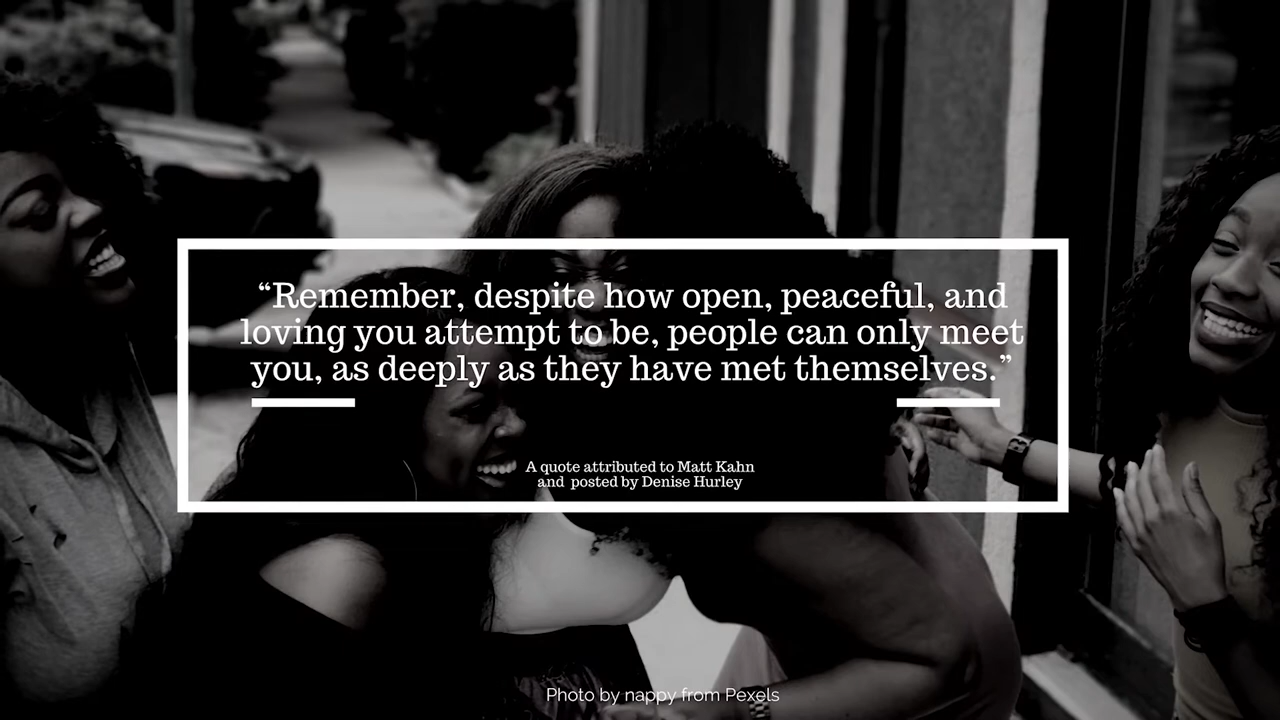 “Remember, despite how open, peaceful, and
loving you attempt to be, people can only meet
you, as deeply as they have met themselves.”
A quote attributed to Matt Kahn
and posted by Denise Hurley
Photo by nappy from Pexels